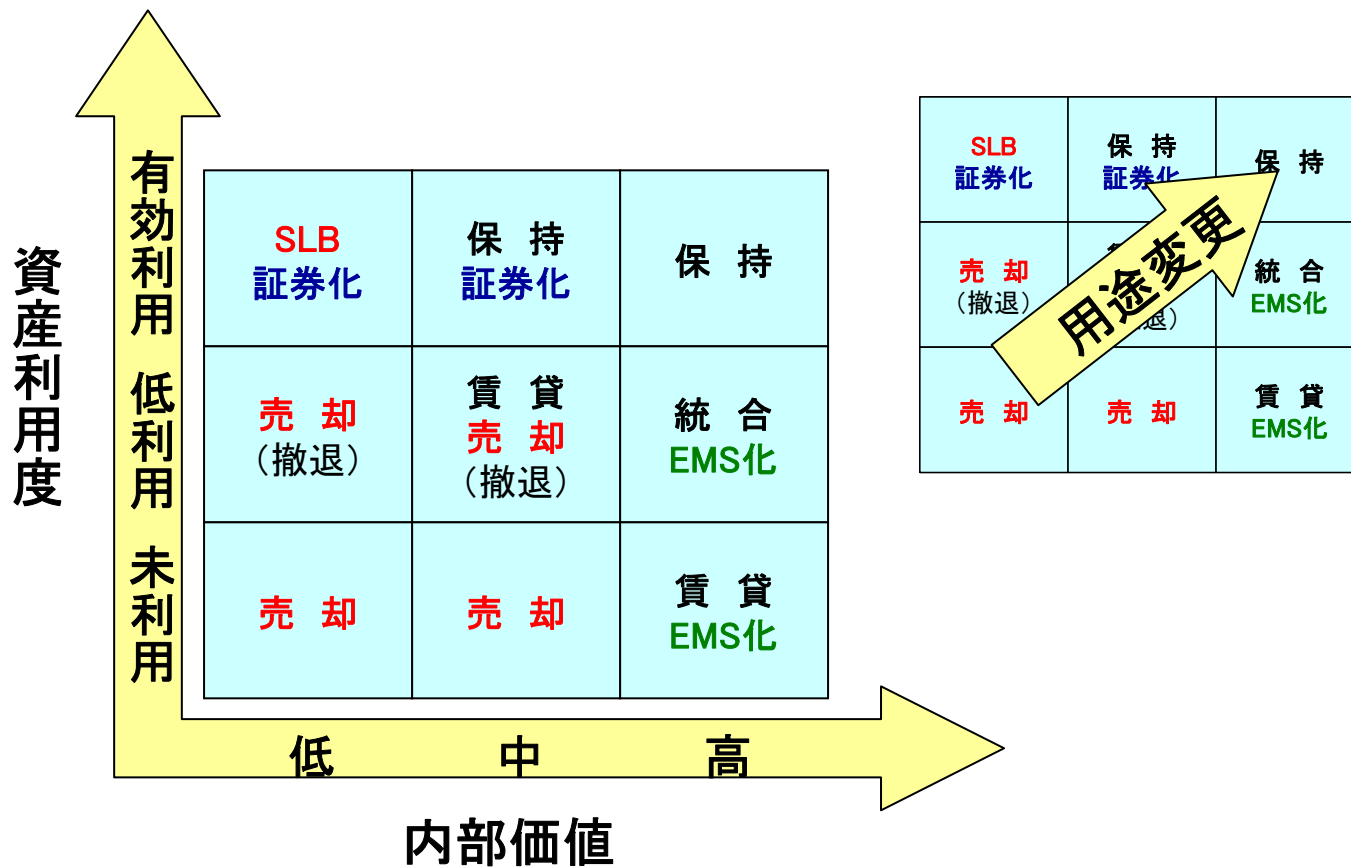 資産利用度
有効利用 低利用 未利用
SLB
証券化
保 持
証券化
保 持
売 却
（撤退）
賃 貸
売 却
（撤退）
統 合
EMS化
売 却
売 却
賃 貸
EMS化
低 中 高
内部価値
SLB
証券化
保 持
証券化
保 持
売 却
（撤退）
退）
統 合
EMS化
売 却
売 却
賃 貸
EMS化
用途変更